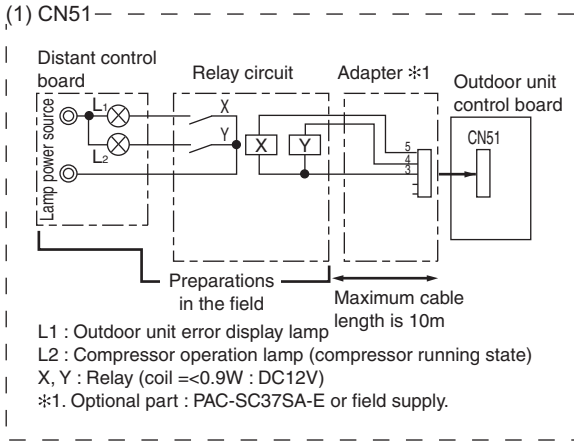 (1) CN51
Distant control
board
Relay circuit
Adapter ✻1
Outdoor unit
control board
Lamp power source
L1
L2
X
Y
X
Y
5
4
3
CN51
Preparations
in the field
Maximum cable
length is 10m
L1 : Outdoor unit error display lamp
L2 : Compressor operation lamp (compressor running state)
X, Y : Relay (coil =<0.9W : DC12V)
✻1. Optional part : PAC-SC37SA-E or field supply.